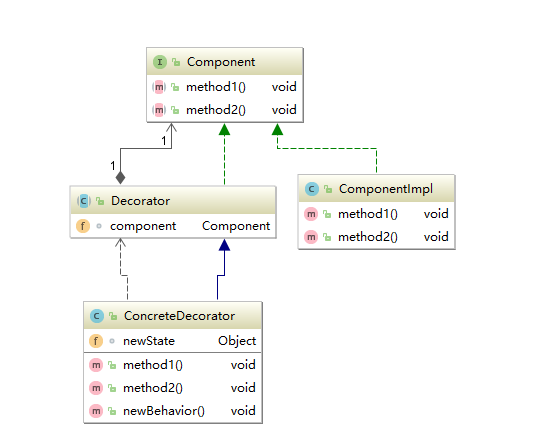 I Component
m method1() void
m method2() void
1
1
C Decorator
f component Component
C ComponentImpl
m method1() void
m method2() void
C ConcreteDecorator
f newState Object
m method1() void
m method2() void
m newBehavior() void